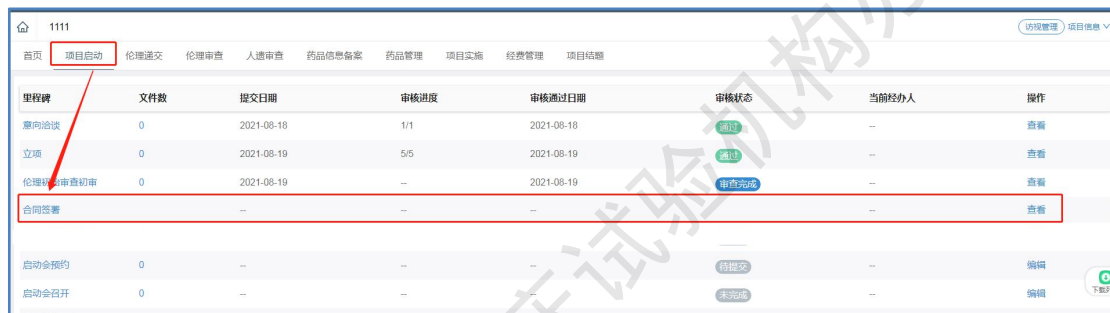 1111 访视管理 项目信息
首页 项目启动 伦理递交 伦理审查 人遗审查 药品信息备案 药品管理 项目实施 经费管理 项目结题
里程碑 文件数 提交日期 审核进度 审核通过日期 审核状态 当前经办人 操作
意向洽谈 0 2021-08-18 1/1 2021-08-18 通过 -- 查看
立项 0 2021-08-19 5/5 2021-08-19 通过 -- 查看
伦理初始审查初审 0 2021-08-19 -- 2021-08-19 审查完成 -- 查看
合同签署 -- -- -- -- 查看
启动会预约 0 -- -- -- 待提交 -- 编辑
启动会召开 0 -- -- -- 未完成 -- 编辑
下载
试验机构